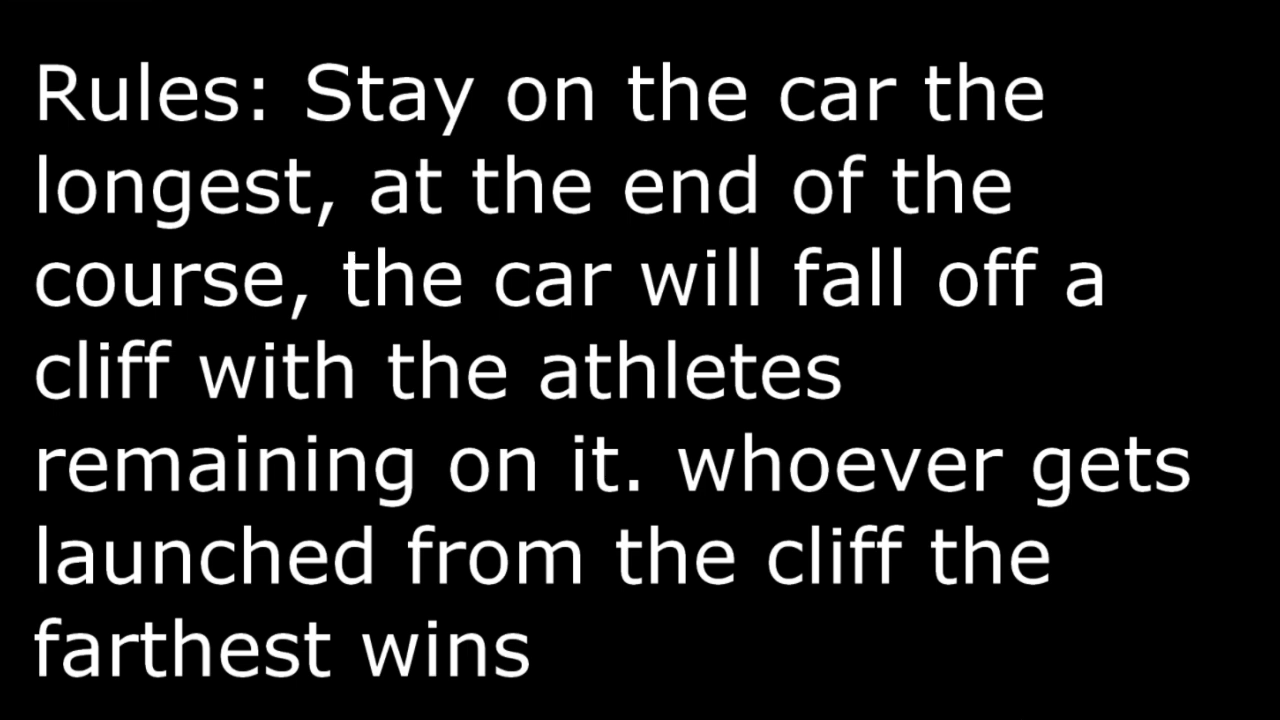 Rules: Stay on the car the
longest, at the end of the
course, the car will fall off a
cliff with the athletes
remaining on it. whoever gets
launched from the cliff the
farthest wins